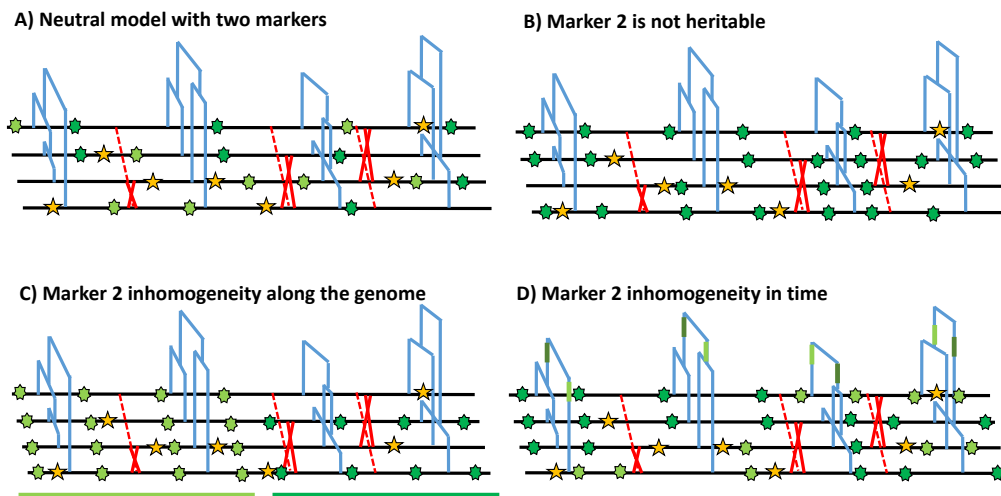 A) Neutral model with two markers
B) Marker 2 is not heritable
C) Marker 2 inhomogeneity along the genome
D) Marker 2 inhomogeneity in time